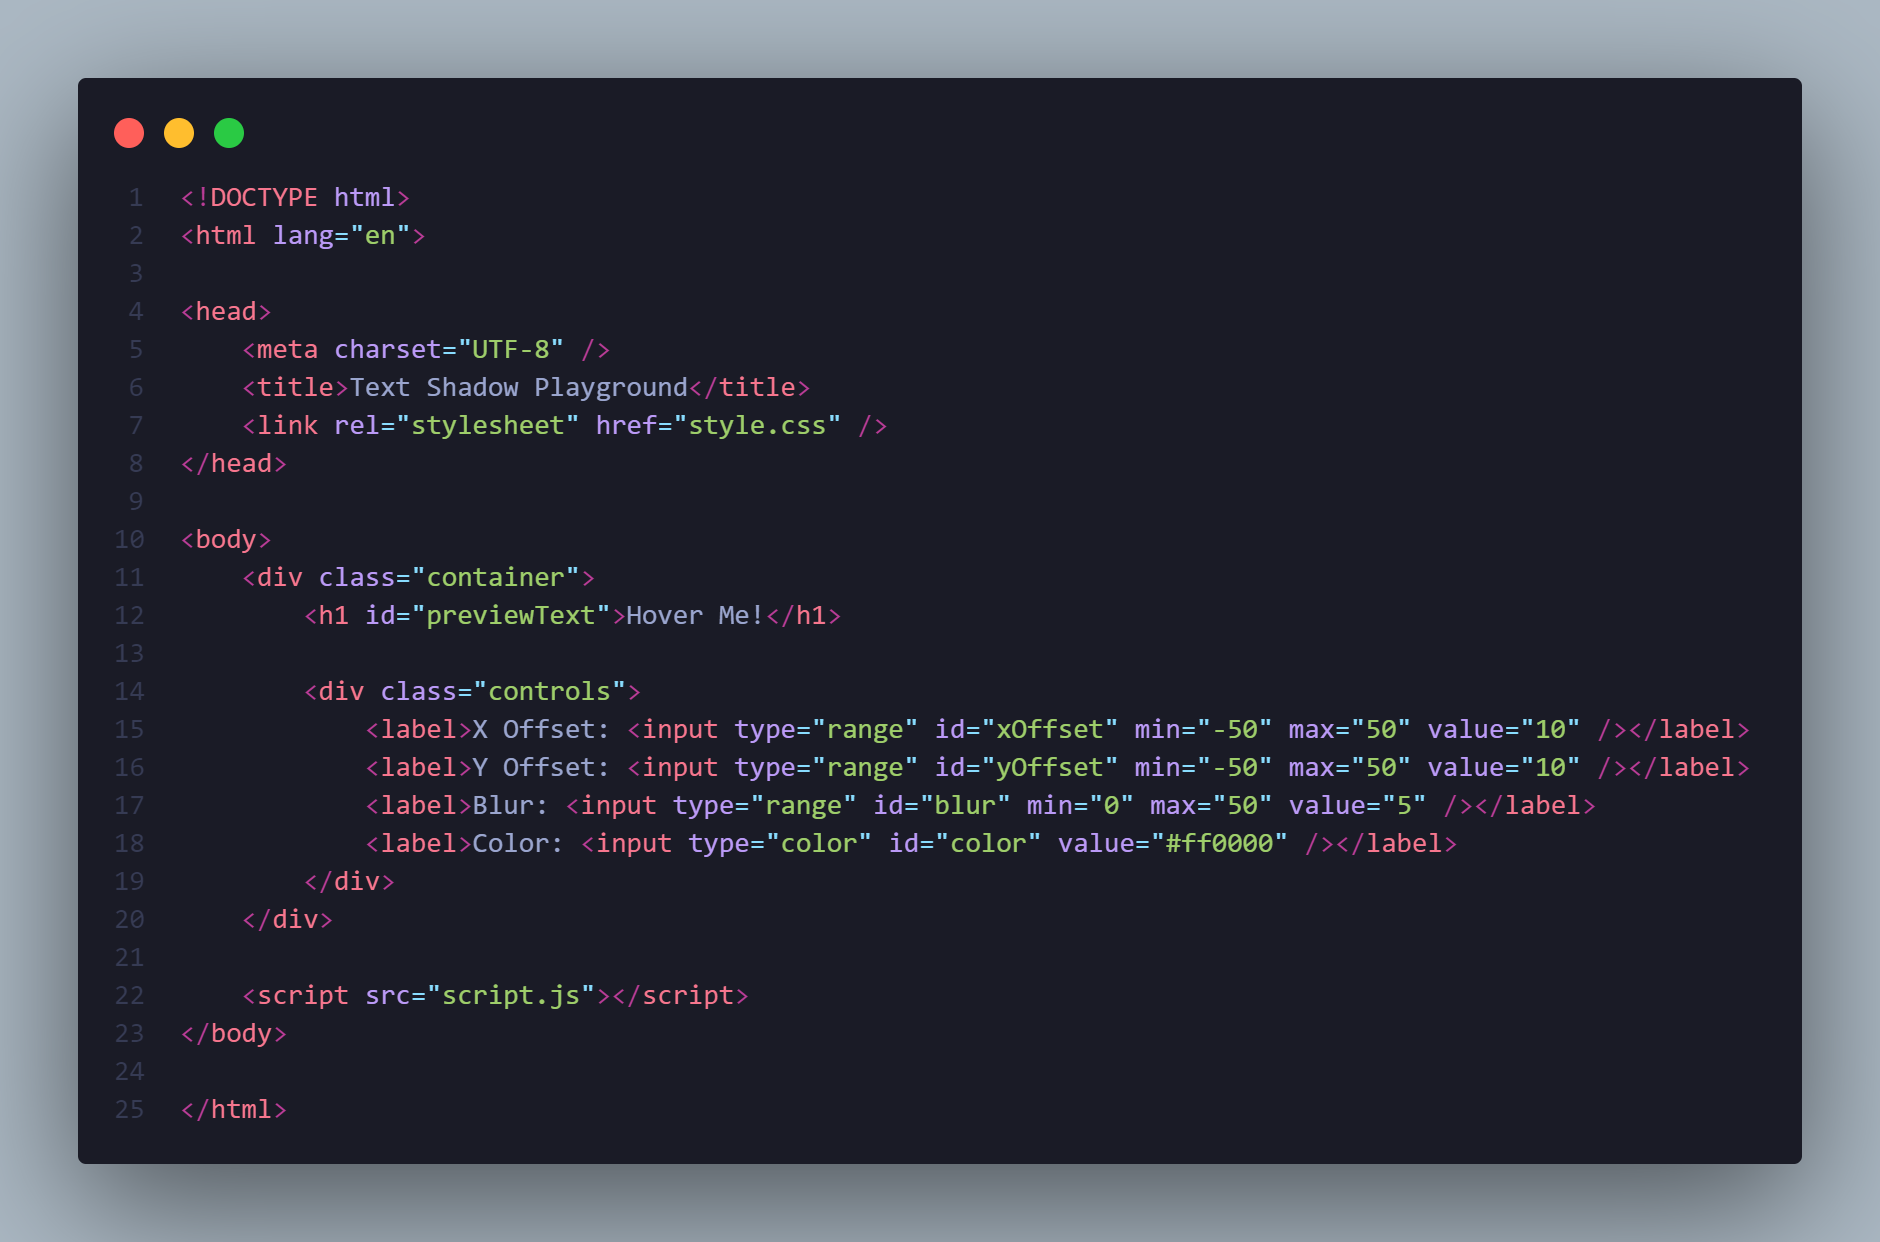 1 <!DOCTYPE html>
2 <html lang="en">
3
4 <head>
5     <meta charset="UTF-8" />
6     <title>Text Shadow Playground</title>
7     <link rel="stylesheet" href="style.css" />
8 </head>
9
10 <body>
11     <div class="container">
12         <h1 id="previewText">Hover Me!</h1>
13
14         <div class="controls">
15             <label>X Offset: <input type="range" id="xOffset" min="-50" max="50" value="10" /></label>
16             <label>Y Offset: <input type="range" id="yOffset" min="-50" max="50" value="10" /></label>
17             <label>Blur: <input type="range" id="blur" min="0" max="50" value="5" /></label>
18             <label>Color: <input type="color" id="color" value="#ff0000" /></label>
19         </div>
20     </div>
21
22     <script src="script.js"></script>
23 </body>
24
25 </html>